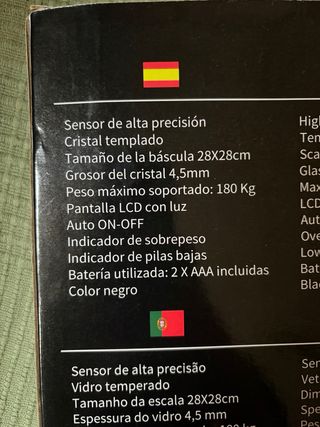 Sensor de alta precisión
Cristal templado
Tamaño de la báscula 28X28cm
Grosor del cristal 4,5mm
Peso máximo soportado: 180 Kg
Pantalla LCD con luz
Auto ON-OFF
Indicador de sobrepeso
Indicador de pilas bajas
Batería utilizada: 2 X AAA incluidas
Color negro
Sensor de alta precisão
Vidro temperado
Tamanho da escala 28X28cm
Espessura do vidro 4,5 mm
LCD